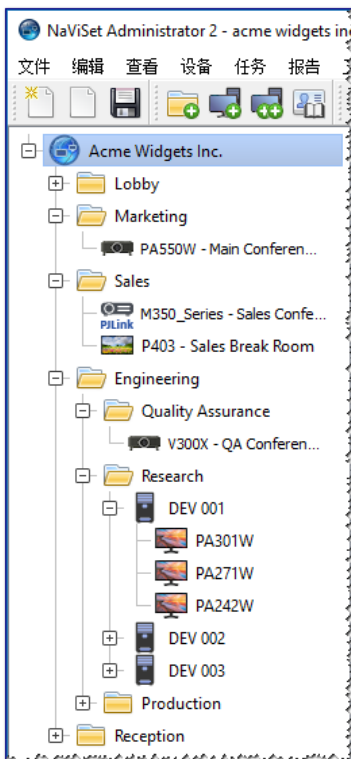 NaViSet Administrator 2 - acme widgets inc
文件 编辑 查看 设备 任务 报告
Acme Widgets Inc.
Lobby
Marketing
PA550W - Main Conferen...
Sales
PJLink M350_Series - Sales Confe...
P403 - Sales Break Room
Engineering
Quality Assurance
V300X - QA Conferen...
Research
DEV 001
PA301W
PA271W
PA242W
DEV 002
DEV 003
Production
Reception